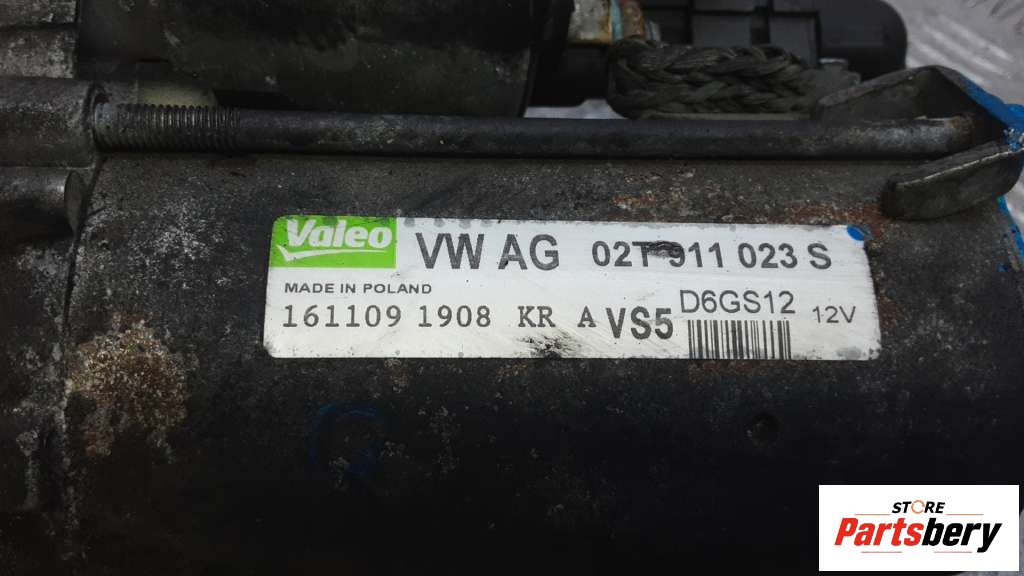 Valeo VW AG 02T 911 023 S
MADE IN POLAND
161109 1908 KR A VS5 D6GS12 12V
STORE
Partsbery